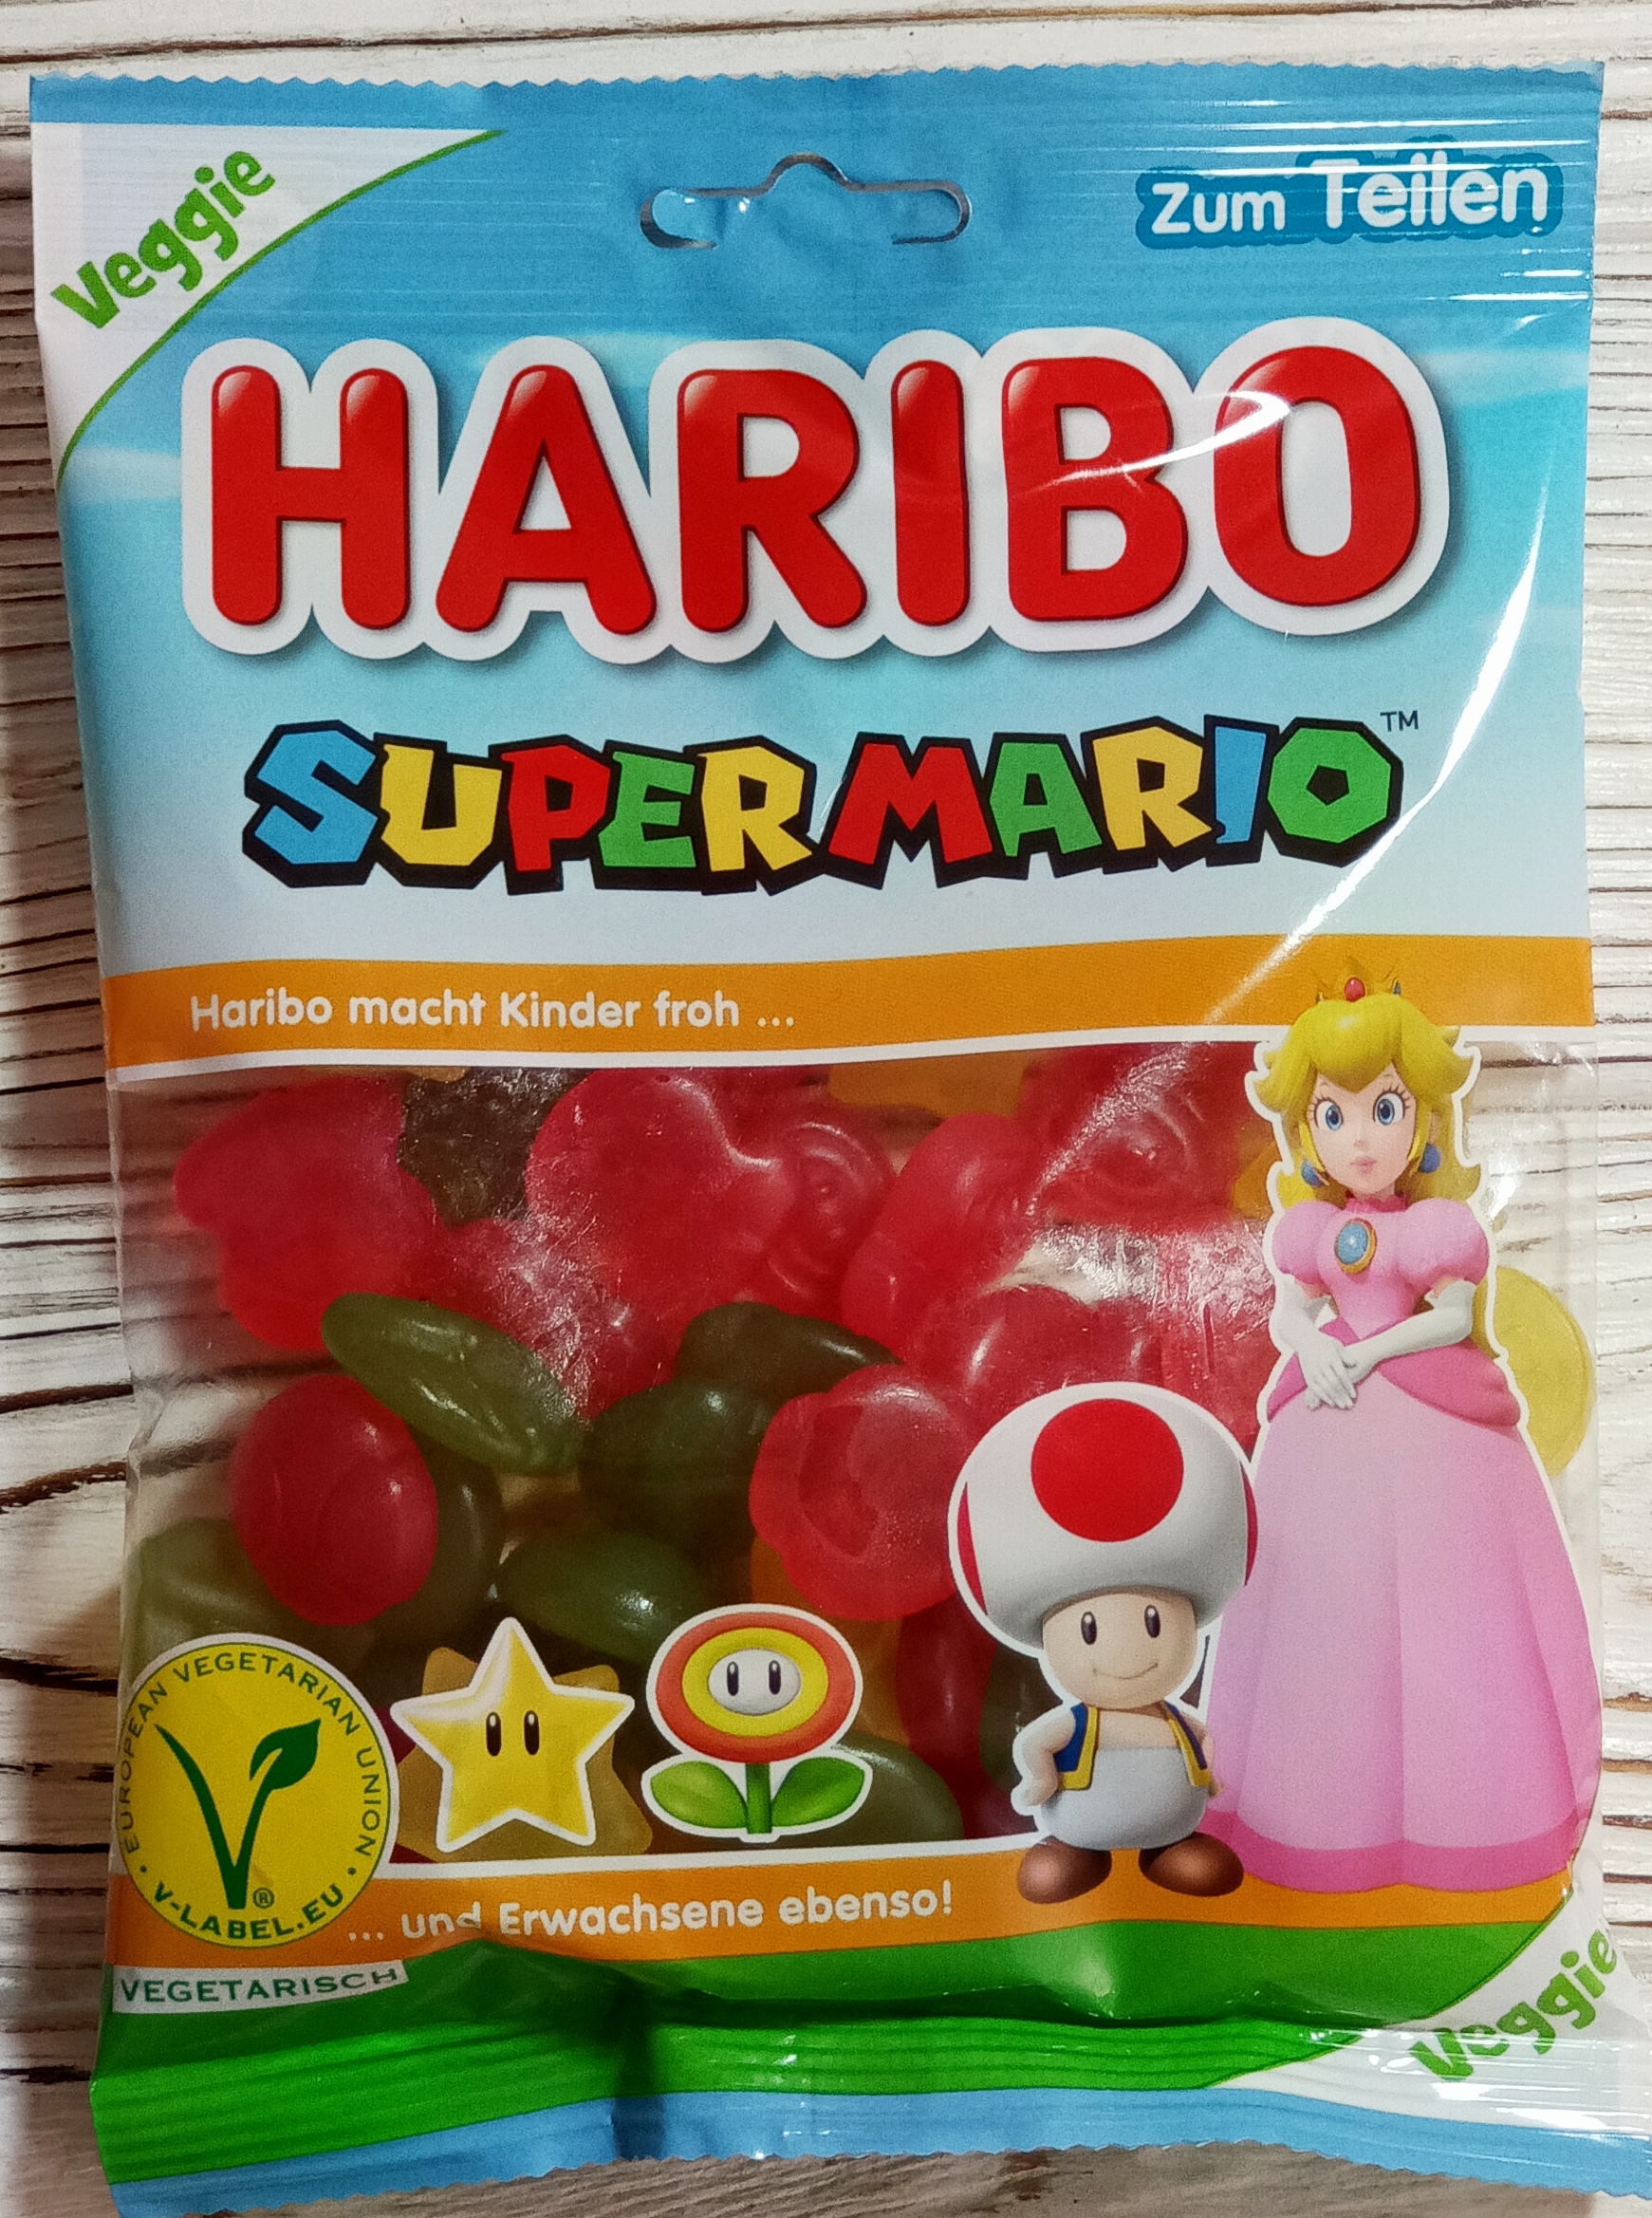 Veggie
Zum Teilen
HARIBO
SUPER MARIO™
Haribo macht Kinder froh ...
• EUROPEAN VEGETARIAN UNION •
V-LABEL.EU
®
... und Erwachsene ebenso!
VEGETARISCH
Veggie